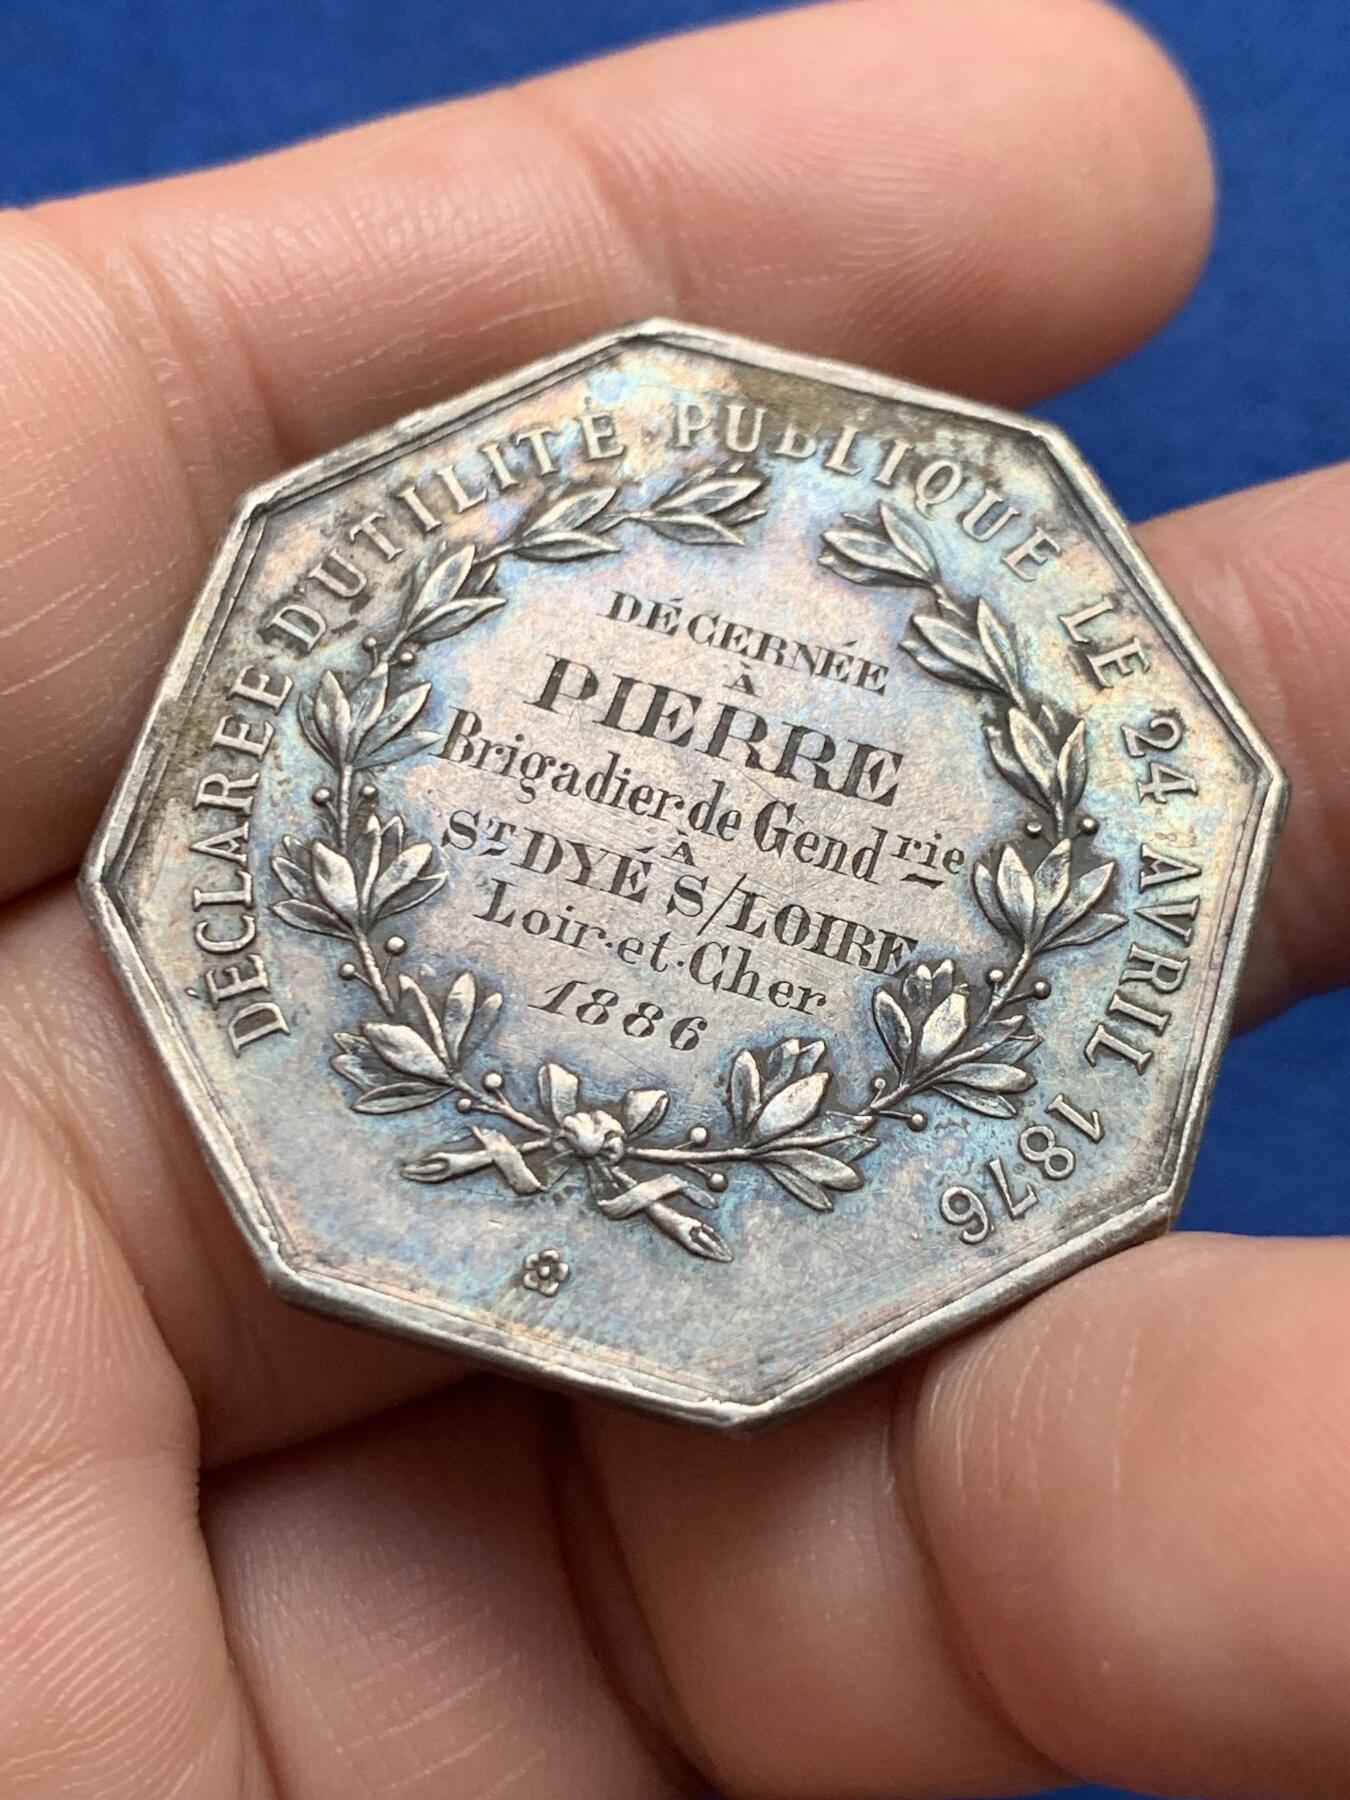 DÉCLARÉE D'UTILITÉ PUBLIQUE LE 24 AVRIL 1876
DÉCERNÉE
À
PIERRE
Brigadier de Gendrie
À
ST DYÉ S/LOIRE
Loir-et-Cher
1886